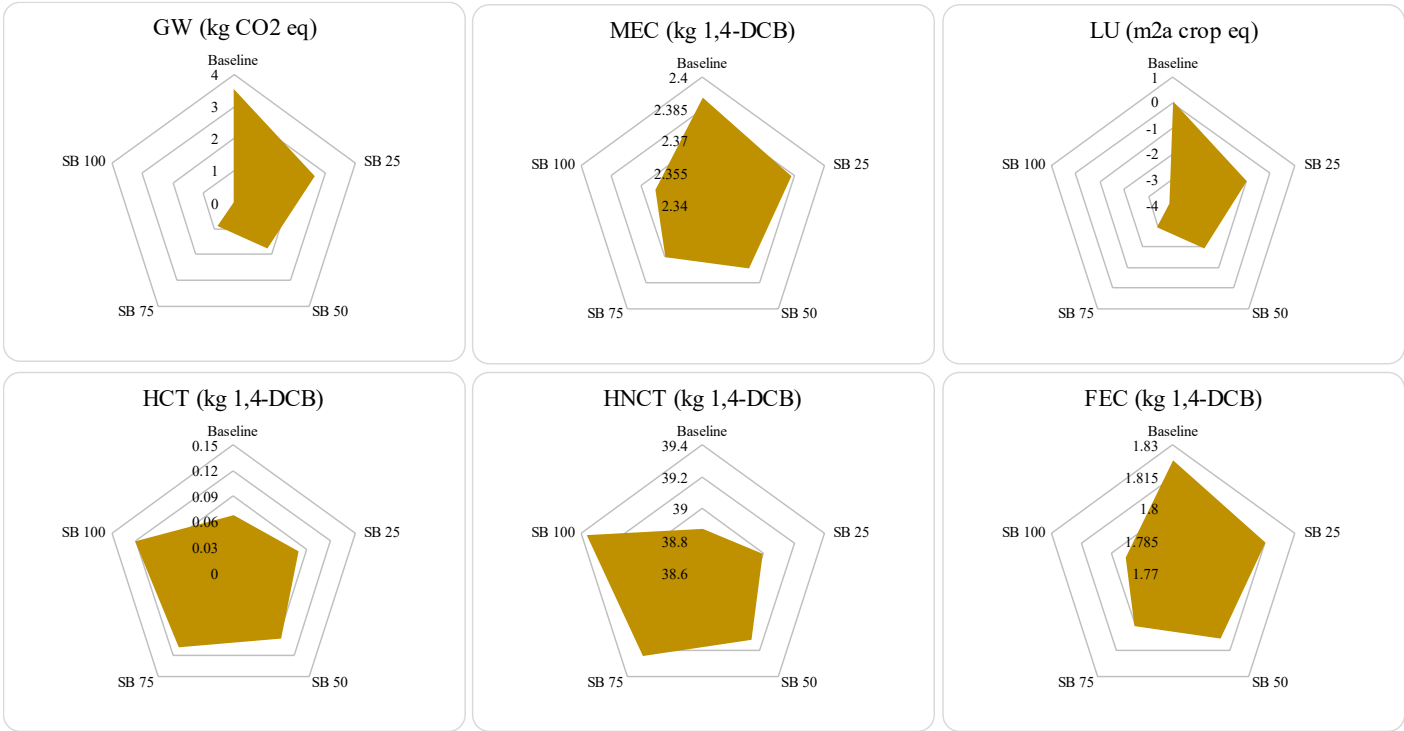 GW (kg CO2 eq)
Baseline
4
3
2
1
0
SB 100
SB 25
SB 75
SB 50
MEC (kg 1,4-DCB)
Baseline
2.4
2.385
2.37
2.355
2.34
SB 100
SB 25
SB 75
SB 50
LU (m2a crop eq)
Baseline
1
0
-1
-2
-3
-4
SB 100
SB 25
SB 75
SB 50
HCT (kg 1,4-DCB)
Baseline
0.15
0.12
0.09
0.06
0.03
0
SB 100
SB 25
SB 75
SB 50
HNCT (kg 1,4-DCB)
Baseline
39.4
39.2
39
38.8
38.6
SB 100
SB 25
SB 75
SB 50
FEC (kg 1,4-DCB)
Baseline
1.83
1.815
1.8
1.785
1.77
SB 100
SB 25
SB 75
SB 50